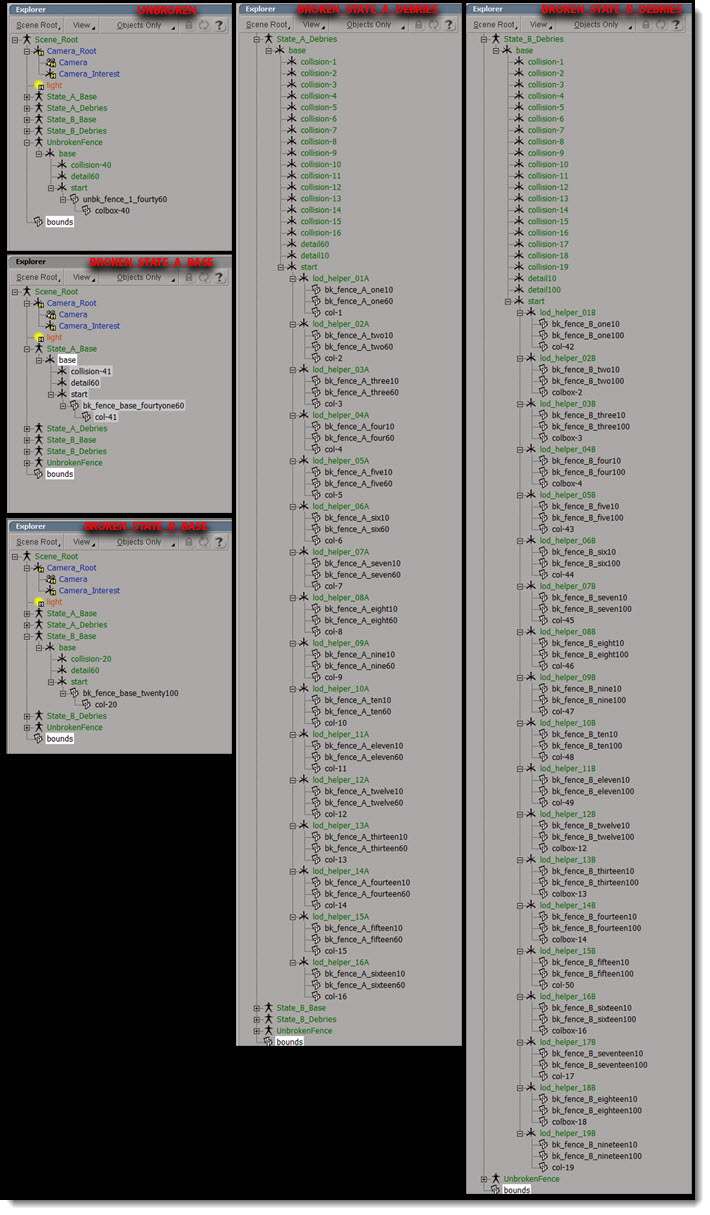 Explorer
UNBROKEN
Scene Root
View
Objects Only
?
Scene_Root
Camera_Root
Camera
Camera_Interest
light
State_A_Base
State_A_Debries
State_B_Base
State_B_Debries
UnbrokenFence
base
collision-40
detail60
start
unbk_fence_1_fourty60
colbox-40
bounds
Explorer
BROKEN_STATE_A_BASE
Scene Root
View
Objects Only
?
Scene_Root
Camera_Root
Camera
Camera_Interest
light
State_A_Base
base
collision-41
detail60
start
bk_fence_base_fourtyone60
col-41
State_A_Debries
State_B_Base
State_B_Debries
UnbrokenFence
bounds
Explorer
BROKEN_STATE_B_BASE
Scene Root
View
Objects Only
?
Scene_Root
Camera_Root
Camera
Camera_Interest
light
State_A_Base
State_A_Debries
State_B_Base
base
collision-20
detail60
start
bk_fence_base_twenty100
col-20
State_B_Debries
UnbrokenFence
bounds
Explorer
BROKEN_STATE_A_DEBRIES
Scene Root
View
Objects Only
?
State_A_Debries
base
collision-1
collision-2
collision-3
collision-4
collision-5
collision-6
collision-7
collision-8
collision-9
collision-10
collision-11
collision-12
collision-13
collision-14
collision-15
collision-16
detail10
detail60
start
lod_helper_01A
bk_fence_A_one10
bk_fence_A_one60
col-1
lod_helper_02A
bk_fence_A_two10
bk_fence_A_two60
col-2
lod_helper_03A
bk_fence_A_three10
bk_fence_A_three60
col-3
lod_helper_04A
bk_fence_A_four10
bk_fence_A_four60
col-4
lod_helper_05A
bk_fence_A_five10
bk_fence_A_five60
col-5
lod_helper_06A
bk_fence_A_six10
bk_fence_A_six60
col-6
lod_helper_07A
bk_fence_A_seven10
bk_fence_A_seven60
col-7
lod_helper_08A
bk_fence_A_eight10
bk_fence_A_eight60
col-8
lod_helper_09A
bk_fence_A_nine10
bk_fence_A_nine60
col-9
lod_helper_10A
bk_fence_A_ten10
bk_fence_A_ten60
col-10
lod_helper_11A
bk_fence_A_eleven10
bk_fence_A_eleven60
col-11
lod_helper_12A
bk_fence_A_twelve10
bk_fence_A_twelve60
col-12
lod_helper_13A
bk_fence_A_thirteen10
bk_fence_A_thirteen60
col-13
lod_helper_14A
bk_fence_A_fourteen10
bk_fence_A_fourteen60
col-14
lod_helper_15A
bk_fence_A_fifteen10
bk_fence_A_fifteen60
col-15
lod_helper_16A
bk_fence_A_sixteen10
bk_fence_A_sixteen60
col-16
State_B_Base
State_B_Debries
UnbrokenFence
bounds
Explorer
BROKEN_STATE_B_DEBRIES
Scene Root
View
Objects Only
?
State_B_Debries
base
collision-1
collision-2
collision-3
collision-4
collision-5
collision-6
collision-7
collision-8
collision-9
collision-10
collision-11
collision-12
collision-13
collision-14
collision-15
collision-16
collision-17
collision-18
collision-19
detail10
detail100
start
lod_helper_01B
bk_fence_B_one10
bk_fence_B_one100
col-42
lod_helper_02B
bk_fence_B_two10
bk_fence_B_two100
colbox-2
lod_helper_03B
bk_fence_B_three10
bk_fence_B_three100
colbox-3
lod_helper_04B
bk_fence_B_four10
bk_fence_B_four100
colbox-4
lod_helper_05B
bk_fence_B_five10
bk_fence_B_five100
col-43
lod_helper_06B
bk_fence_B_six10
bk_fence_B_six100
col-44
lod_helper_07B
bk_fence_B_seven10
bk_fence_B_seven100
col-45
lod_helper_08B
bk_fence_B_eight10
bk_fence_B_eight100
col-46
lod_helper_09B
bk_fence_B_nine10
bk_fence_B_nine100
col-47
lod_helper_10B
bk_fence_B_ten10
bk_fence_B_ten100
col-48
lod_helper_11B
bk_fence_B_eleven10
bk_fence_B_eleven100
col-49
lod_helper_12B
bk_fence_B_twelve10
bk_fence_B_twelve100
colbox-12
lod_helper_13B
bk_fence_B_thirteen10
bk_fence_B_thirteen100
colbox-13
lod_helper_14B
bk_fence_B_fourteen10
bk_fence_B_fourteen100
colbox-14
lod_helper_15B
bk_fence_B_fifteen10
bk_fence_B_fifteen100
col-50
lod_helper_16B
bk_fence_B_sixteen10
bk_fence_B_sixteen100
colbox-16
lod_helper_17B
bk_fence_B_seventeen10
bk_fence_B_seventeen100
col-17
lod_helper_18B
bk_fence_B_eighteen10
bk_fence_B_eighteen100
colbox-18
lod_helper_19B
bk_fence_B_nineteen10
bk_fence_B_nineteen100
col-19
UnbrokenFence
bounds